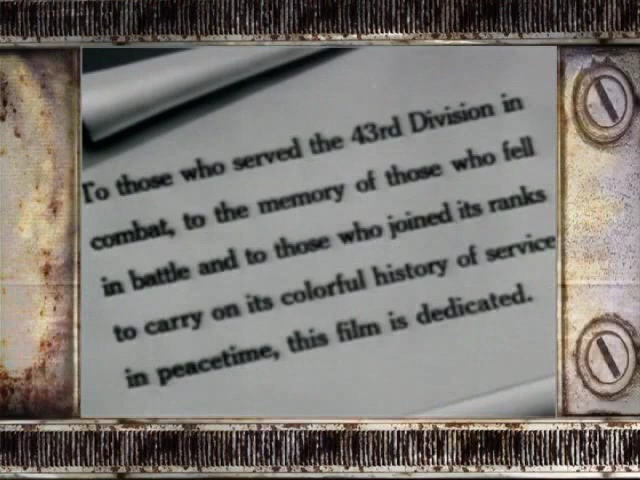 To those who served the 43rd Division in
combat, to the memory of those who fell
in battle and to those who joined its ranks
to carry on its colorful history of service
in peacetime, this film is dedicated.